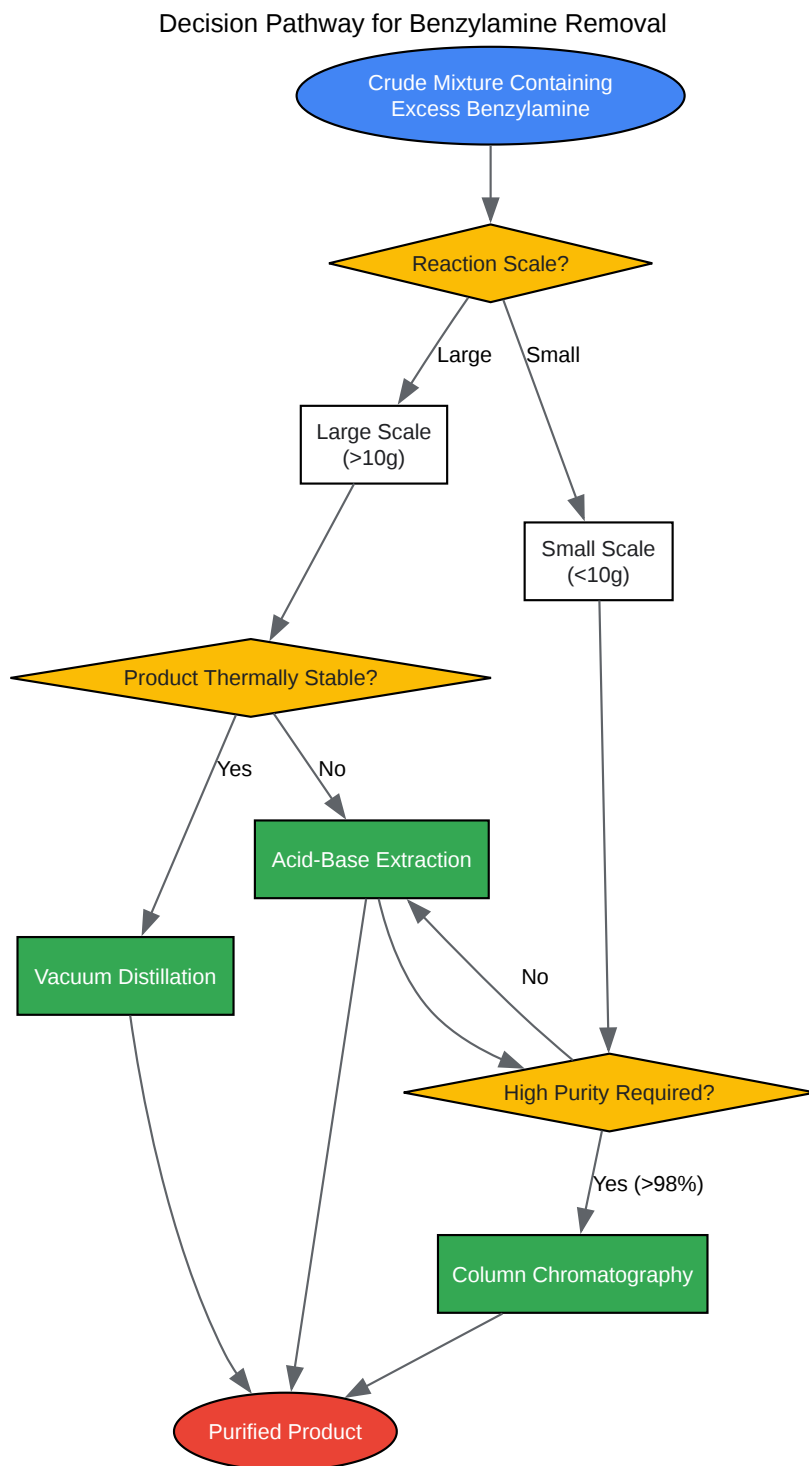 Decision Pathway for Benzylamine Removal
Crude Mixture Containing
Excess Benzylamine
Reaction Scale?
Large
Small
Large Scale
(>10g)
Small Scale
(<10g)
Product Thermally Stable?
Yes
No
Acid-Base Extraction
Vacuum Distillation
No
High Purity Required?
Yes (>98%)
Column Chromatography
Purified Product